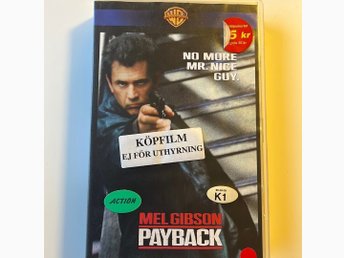 5 kr
NO MORE
MR. NICE
GUY.
KÖPFILM
EJ FÖR UTHYRNING
ACTION
K1
MEL GIBSON
PAYBACK